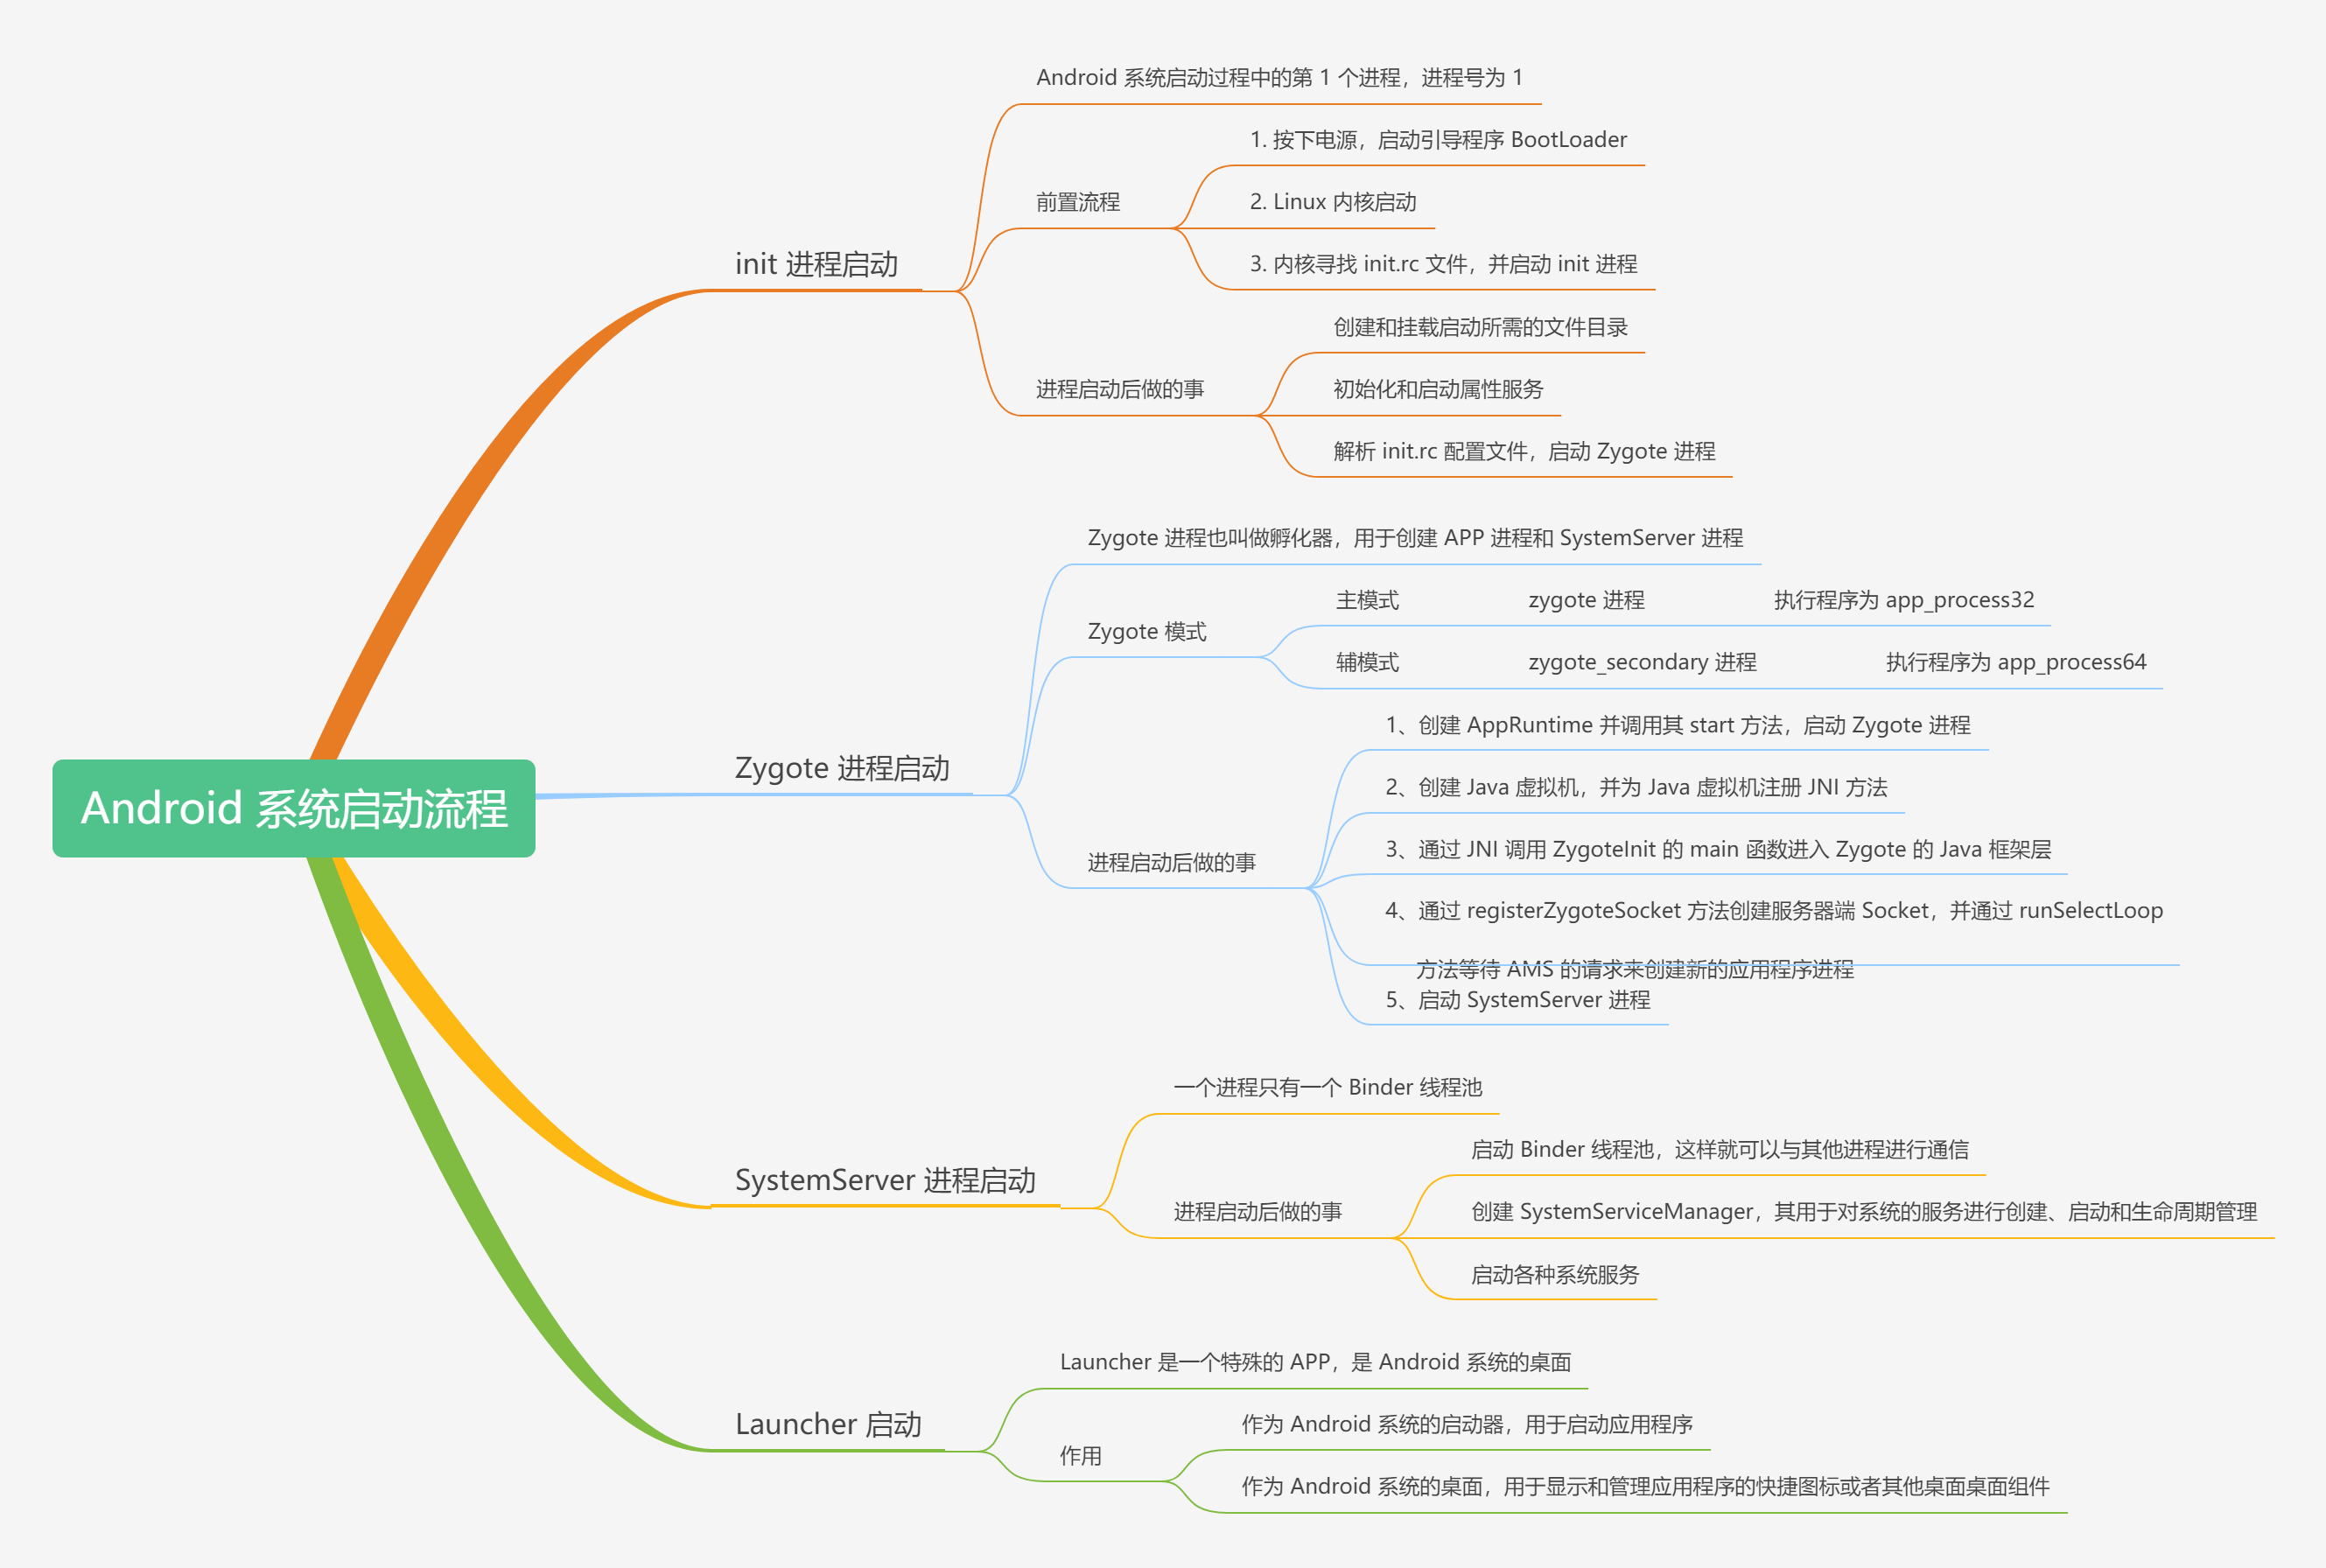 Android 系统启动流程
init 进程启动
Android 系统启动过程中的第 1 个进程，进程号为 1
前置流程
1. 按下电源，启动引导程序 BootLoader
2. Linux 内核启动
3. 内核寻找 init.rc 文件，并启动 init 进程
进程启动后做的事
创建和挂载启动所需的文件目录
初始化和启动属性服务
解析 init.rc 配置文件，启动 Zygote 进程
Zygote 进程启动
Zygote 进程也叫做孵化器，用于创建 APP 进程和 SystemServer 进程
Zygote 模式
主模式
zygote 进程
执行程序为 app_process32
辅模式
zygote_secondary 进程
执行程序为 app_process64
进程启动后做的事
1、创建 AppRuntime 并调用其 start 方法，启动 Zygote 进程
2、创建 Java 虚拟机，并为 Java 虚拟机注册 JNI 方法
3、通过 JNI 调用 ZygoteInit 的 main 函数进入 Zygote 的 Java 框架层
4、通过 registerZygoteSocket 方法创建服务器端 Socket，并通过 runSelectLoop
方法等待 AMS 的请求来创建新的应用程序进程
5、启动 SystemServer 进程
SystemServer 进程启动
一个进程只有一个 Binder 线程池
进程启动后做的事
启动 Binder 线程池，这样就可以与其他进程进行通信
创建 SystemServiceManager，其用于对系统的服务进行创建、启动和生命周期管理
启动各种系统服务
Launcher 启动
Launcher 是一个特殊的 APP，是 Android 系统的桌面
作用
作为 Android 系统的启动器，用于启动应用程序
作为 Android 系统的桌面，用于显示和管理应用程序的快捷图标或者其他桌面桌面组件